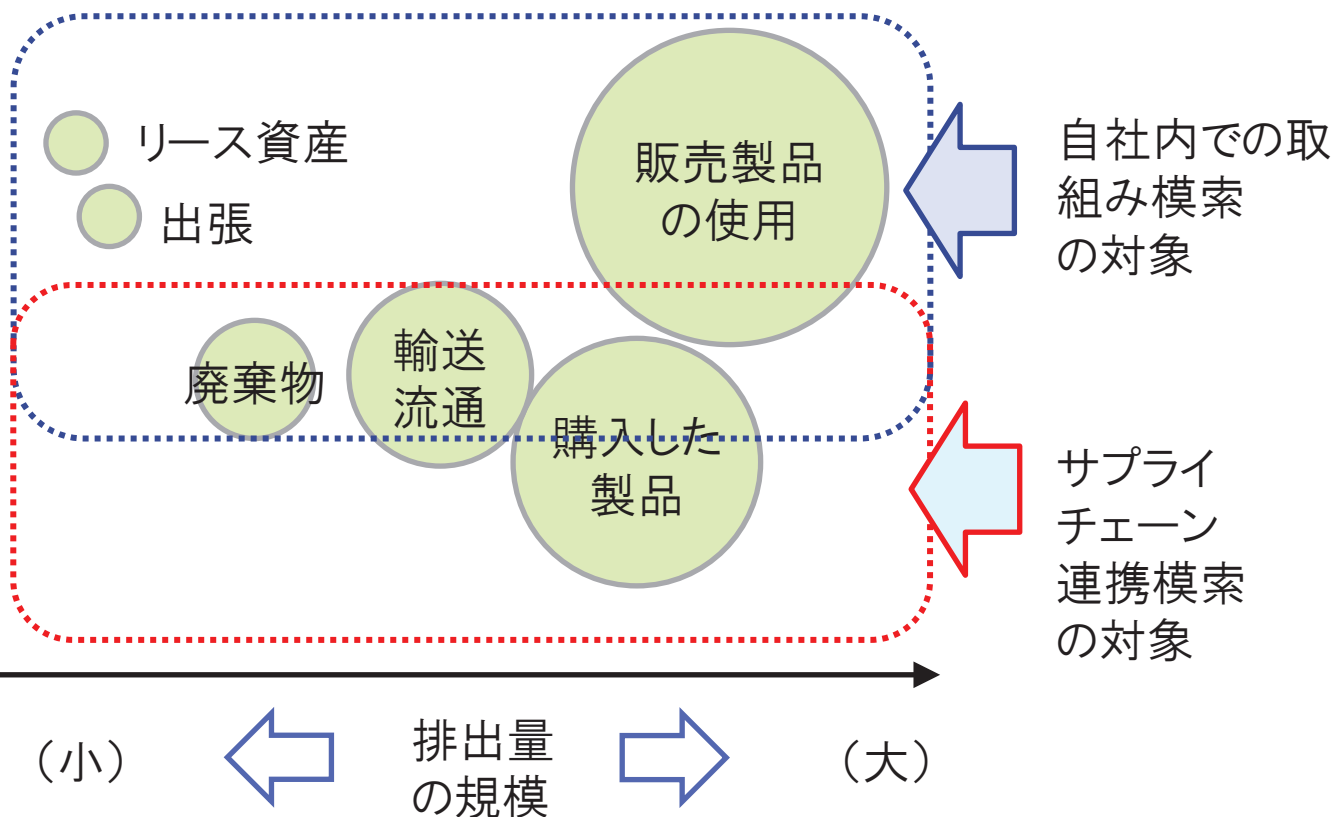 リース資産
出張
販売製品
の使用
自社内での取
組み模索
の対象
廃棄物
輸送
流通
購入した
製品
サプライ
チェーン
連携模索
の対象
（小）
排出量
の規模
（大）